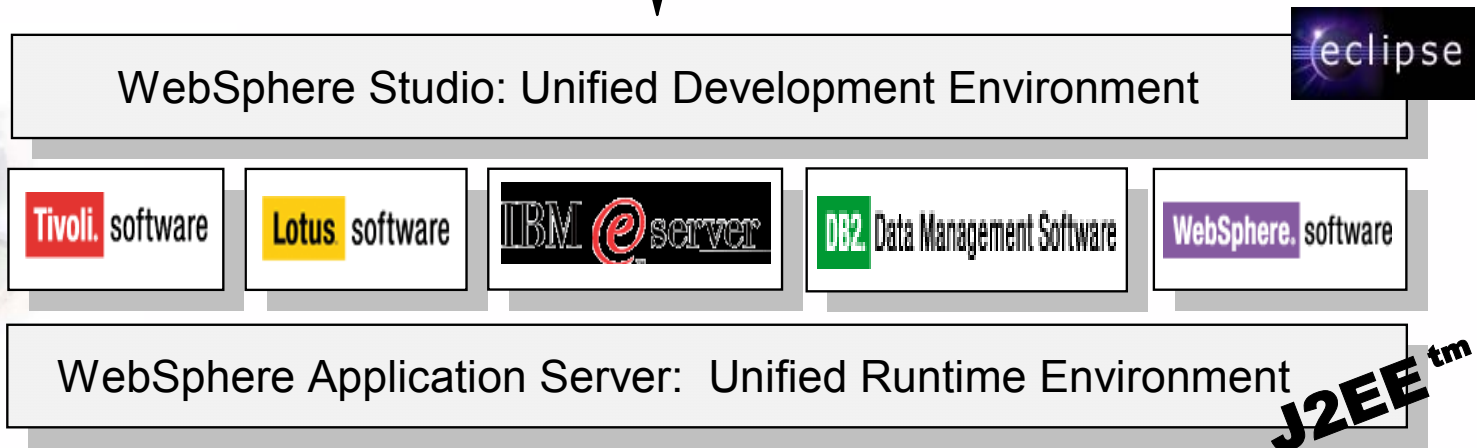 eclipse
WebSphere Studio: Unified Development Environment
Tivoli. software
Lotus. software
IBM e server
DB2. Data Management Software
WebSphere. software
WebSphere Application Server: Unified Runtime Environment
J2EE tm